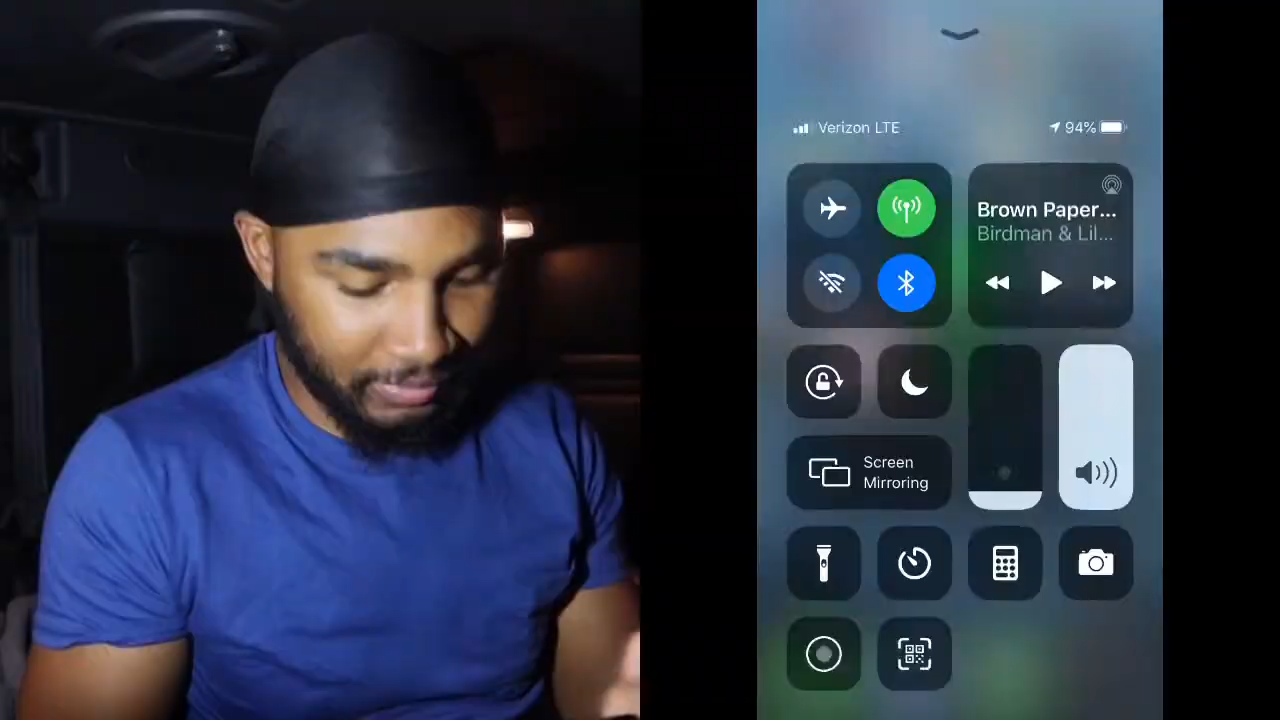 Verizon LTE
94%
Brown Paper...
Birdman & Lil...
Screen
Mirroring